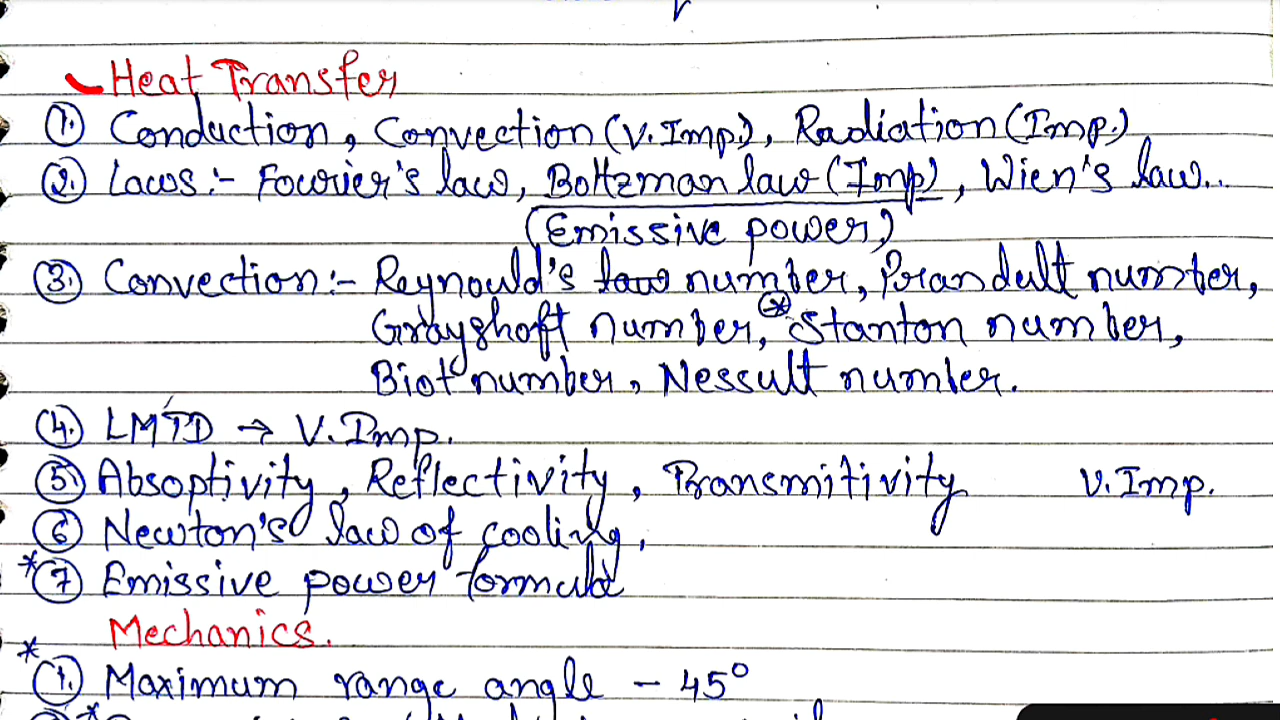 Heat Transfer
1. Conduction, Convection (V.Imp.), Radiation (Imp.)
2. Laws :- Fourier's law, Boltzman law (Imp), Wien's law..
(Emissive power)
3. Convection :- Reynould's law number, Prandult number,
Grayshoft number, * Stanton number,
Biot number, Nessult number.
4. LMTD → V.Imp.
5. Absoptivity, Reflectivity, Transmitivity V.Imp.
6 Newton's law of cooling,
* 7 Emissive power formula
Mechanics.
* 1. Maximum range angle - 45°